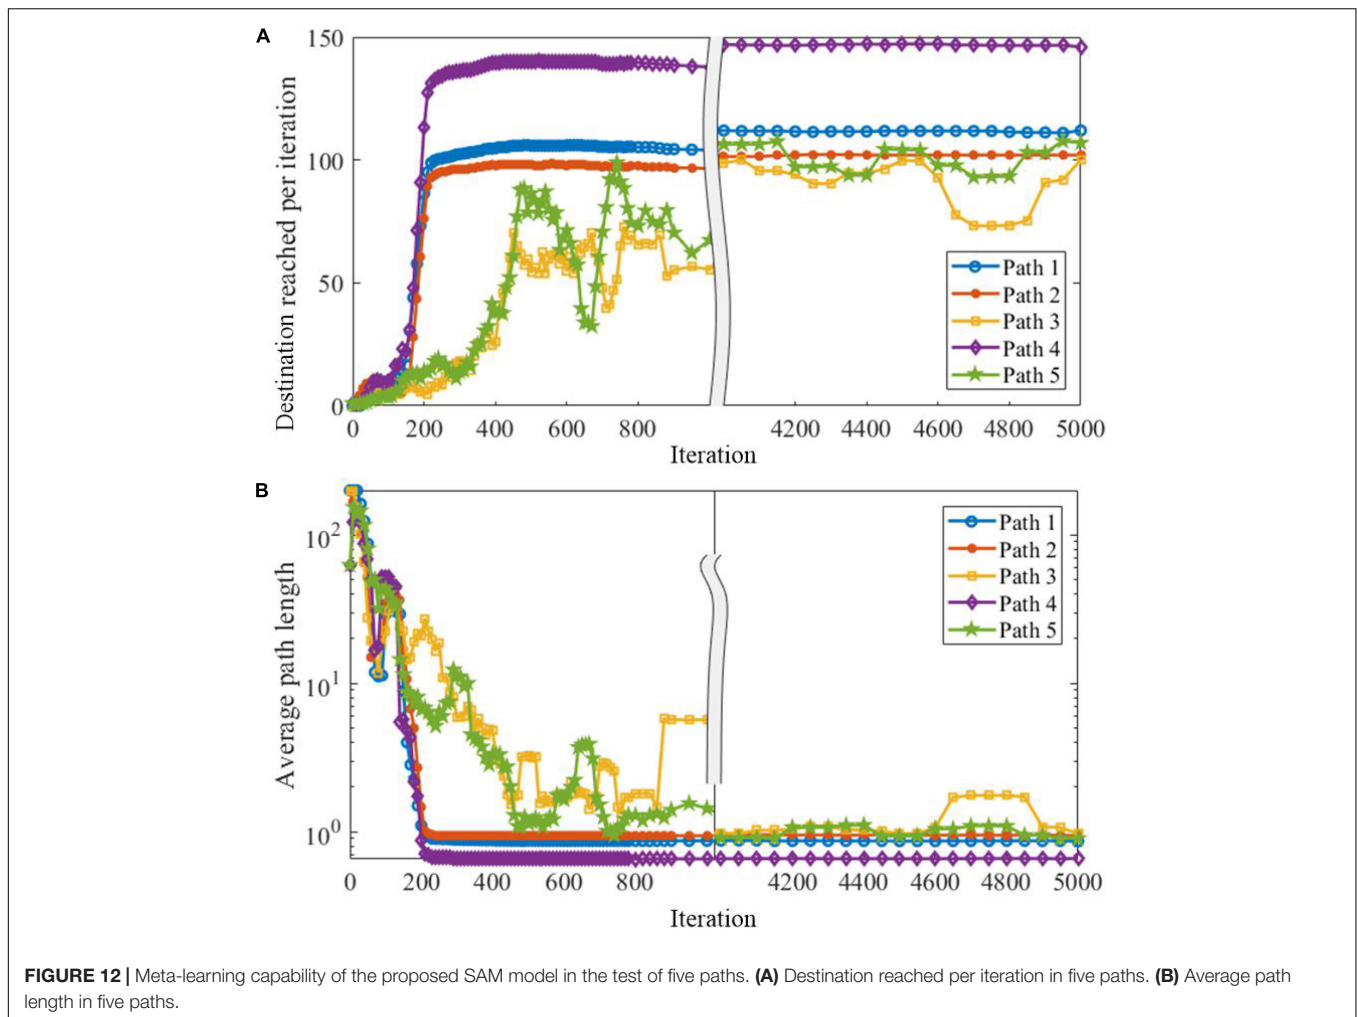 A
150
100
50
0
Destination reached per iteration
Path 1
Path 2
Path 3
Path 4
Path 5
0 200 400 600 800 4200 4400 4600 4800 5000
Iteration
B
10^2
10^1
10^0
Average path length
Path 1
Path 2
Path 3
Path 4
Path 5
0 200 400 600 800 4200 4400 4600 4800 5000
Iteration
FIGURE 12 | Meta-learning capability of the proposed SAM model in the test of five paths. (A) Destination reached per iteration in five paths. (B) Average path
length in five paths.